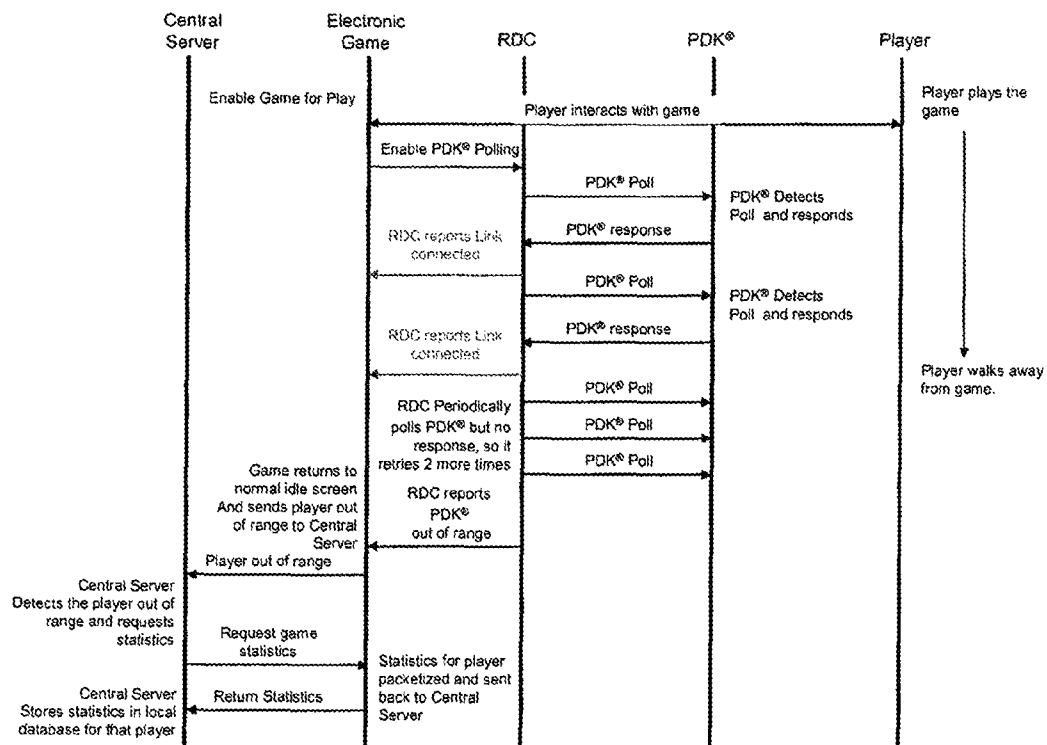 Central
Server
Electronic
Game
RDC
PDK®
Player
Enable Game for Play
Player interacts with game
Player plays the
game
Enable PDK® Polling
PDK® Poll
PDK® Detects
Poll and responds
PDK® response
RDC reports Link
connected
PDK® Poll
PDK® Detects
Poll and responds
PDK® response
RDC reports Link
connected
Player walks away
from game.
PDK® Poll
RDC Periodically
polls PDK® but no
response, so it
retries 2 more times
PDK® Poll
PDK® Poll
Game returns to
normal idle screen
And sends player out
of range to Central
Server
RDC reports
PDK®
out of range
Player out of range
Central Server
Detects the player out of
range and requests
statistics
Request game
statistics
Statistics for player
packetized and sent
back to Central
Server
Return Statistics
Central Server
Stores statistics in local
database for that player